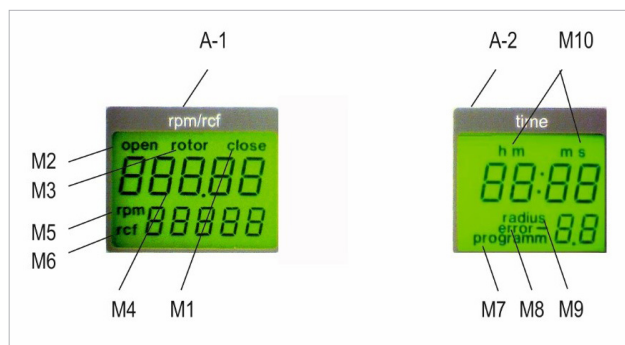 A-1
A-2
M10
rpm/rcf
time
open rotor close
h m m s
M2
M3
888.88
88:88
rpm 88888
rcf
radius
error
programm
8.8
M5
M6
M4
M1
M7
M8
M9